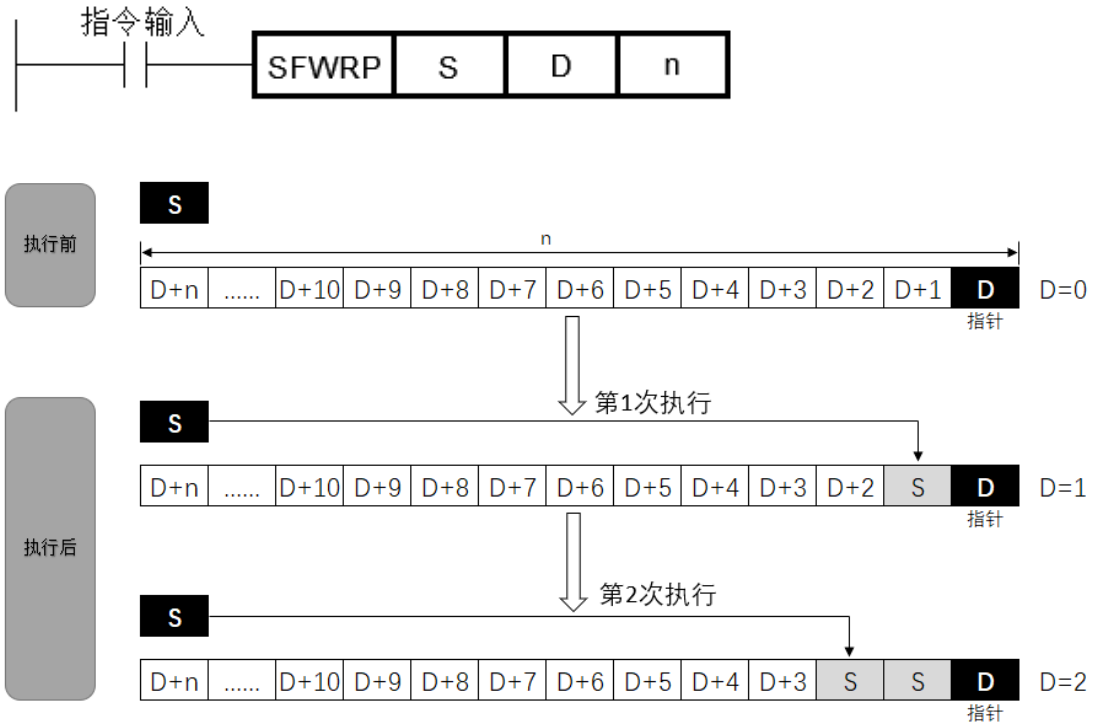 指令输入
SFWRP S D n
执行前
S
n
D+n ...... D+10 D+9 D+8 D+7 D+6 D+5 D+4 D+3 D+2 D+1 D D=0
指针
第1次执行
执行后
S
D+n ...... D+10 D+9 D+8 D+7 D+6 D+5 D+4 D+3 D+2 S D D=1
指针
第2次执行
S
D+n ...... D+10 D+9 D+8 D+7 D+6 D+5 D+4 D+3 S S D D=2
指针